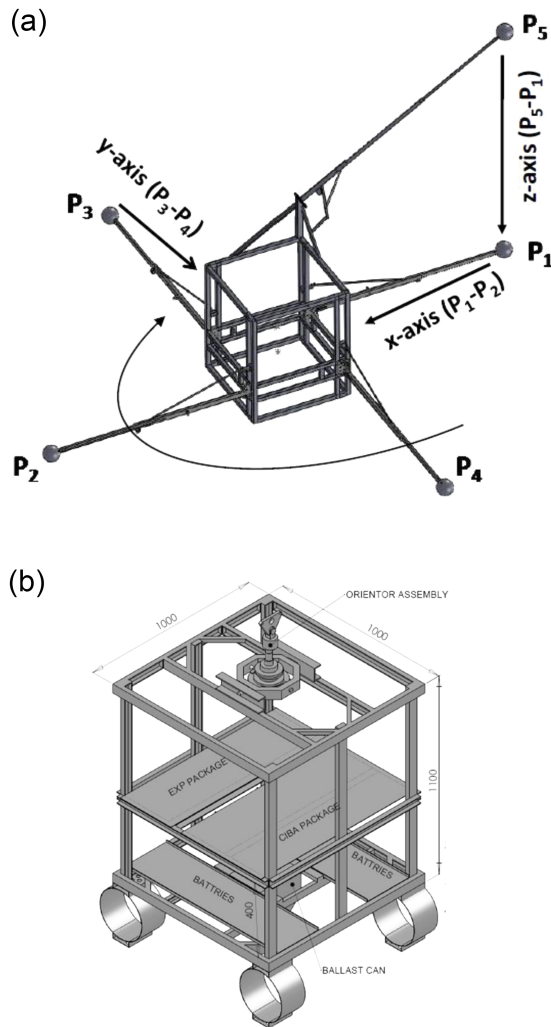 (a)
P5
z-axis (P5-P1)
y-axis (P3-P4)
P3
P1
x-axis (P1-P2)
P2
P4
(b)
ORIENTOR ASSEMBLY
1000
1000
1100
EXP PACKAGE
CIBA PACKAGE
BATTRIES
BATTRIES
400
BALLAST CAN